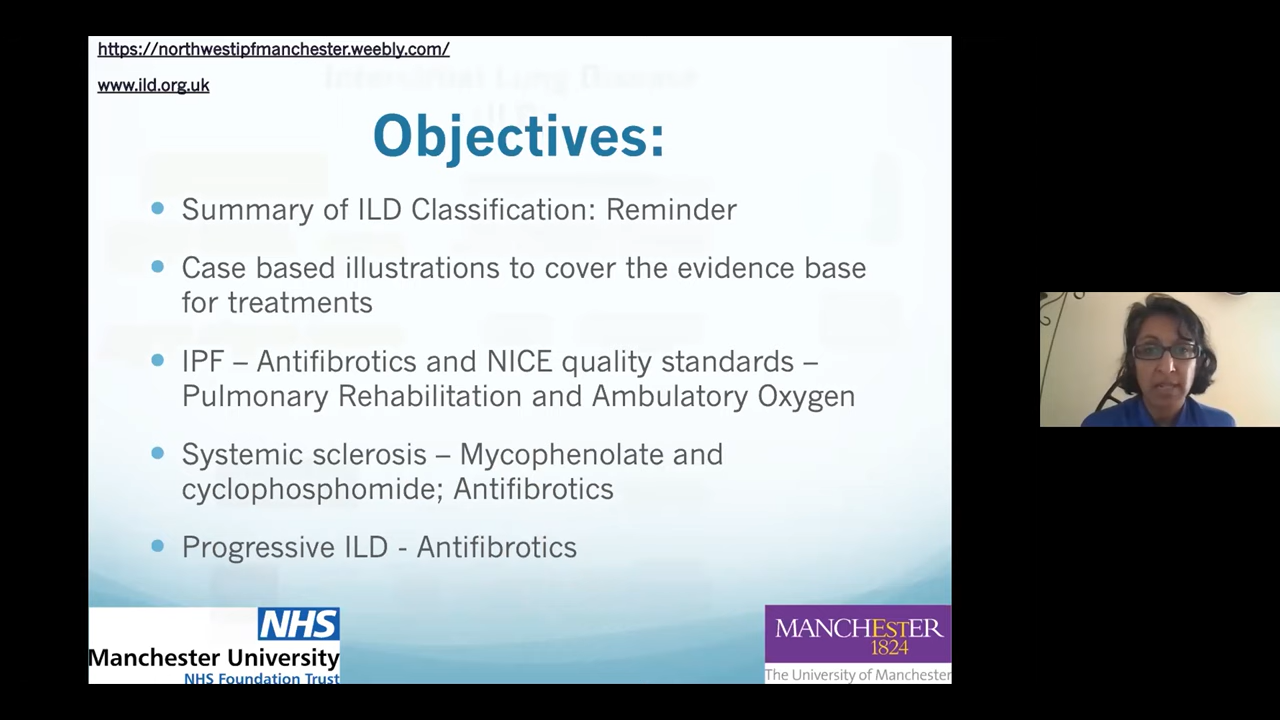 https://northwestipfmanchester.weebly.com/
www.ild.org.uk
Objectives:
Summary of ILD Classification: Reminder
Case based illustrations to cover the evidence base
for treatments
IPF – Antifibrotics and NICE quality standards –
Pulmonary Rehabilitation and Ambulatory Oxygen
Systemic sclerosis – Mycophenolate and
cyclophosphomide; Antifibrotics
Progressive ILD - Antifibrotics
NHS
Manchester University
NHS Foundation Trust
MANCHESTER
1824
The University of Manchester